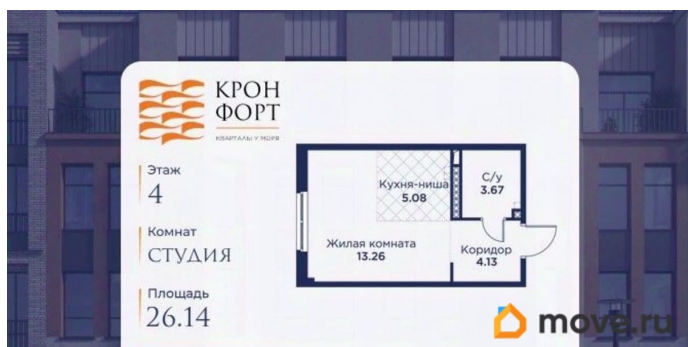 КРОН
ФОРТ
КВАРТАЛЫ У МОРЯ
Этаж
4
Комнат
СТУДИЯ
Площадь
26.14
Кухня-ниша
5.08
С/у
3.67
Жилая комната
13.26
Коридор
4.13
move.ru